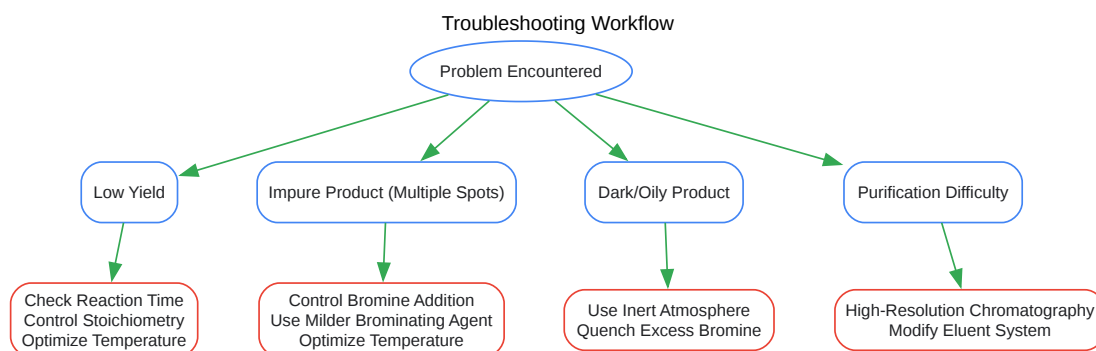 Troubleshooting Workflow
Problem Encountered
Low Yield
Impure Product (Multiple Spots)
Dark/Oily Product
Purification Difficulty
Check Reaction Time
Control Stoichiometry
Optimize Temperature
Control Bromine Addition
Use Milder Brominating Agent
Optimize Temperature
Use Inert Atmosphere
Quench Excess Bromine
High-Resolution Chromatography
Modify Eluent System